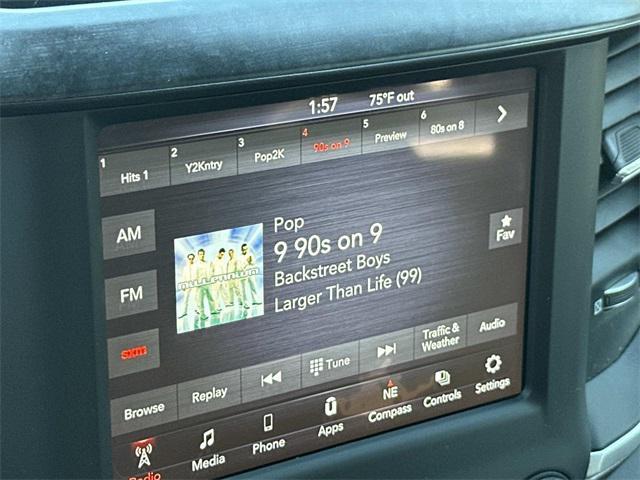 1:57 75°F out
1 Hits 1 2 Y2Kntry 3 Pop2K 4 90s on 9 5 Preview 6 80s on 8
AM
FM
sxm
MILLENNIUM
Pop
9 90s on 9
Backstreet Boys
Larger Than Life (99)
Fav
Browse Replay Tune Traffic & Weather Audio
Radio Media Phone Apps NE Compass Controls Settings